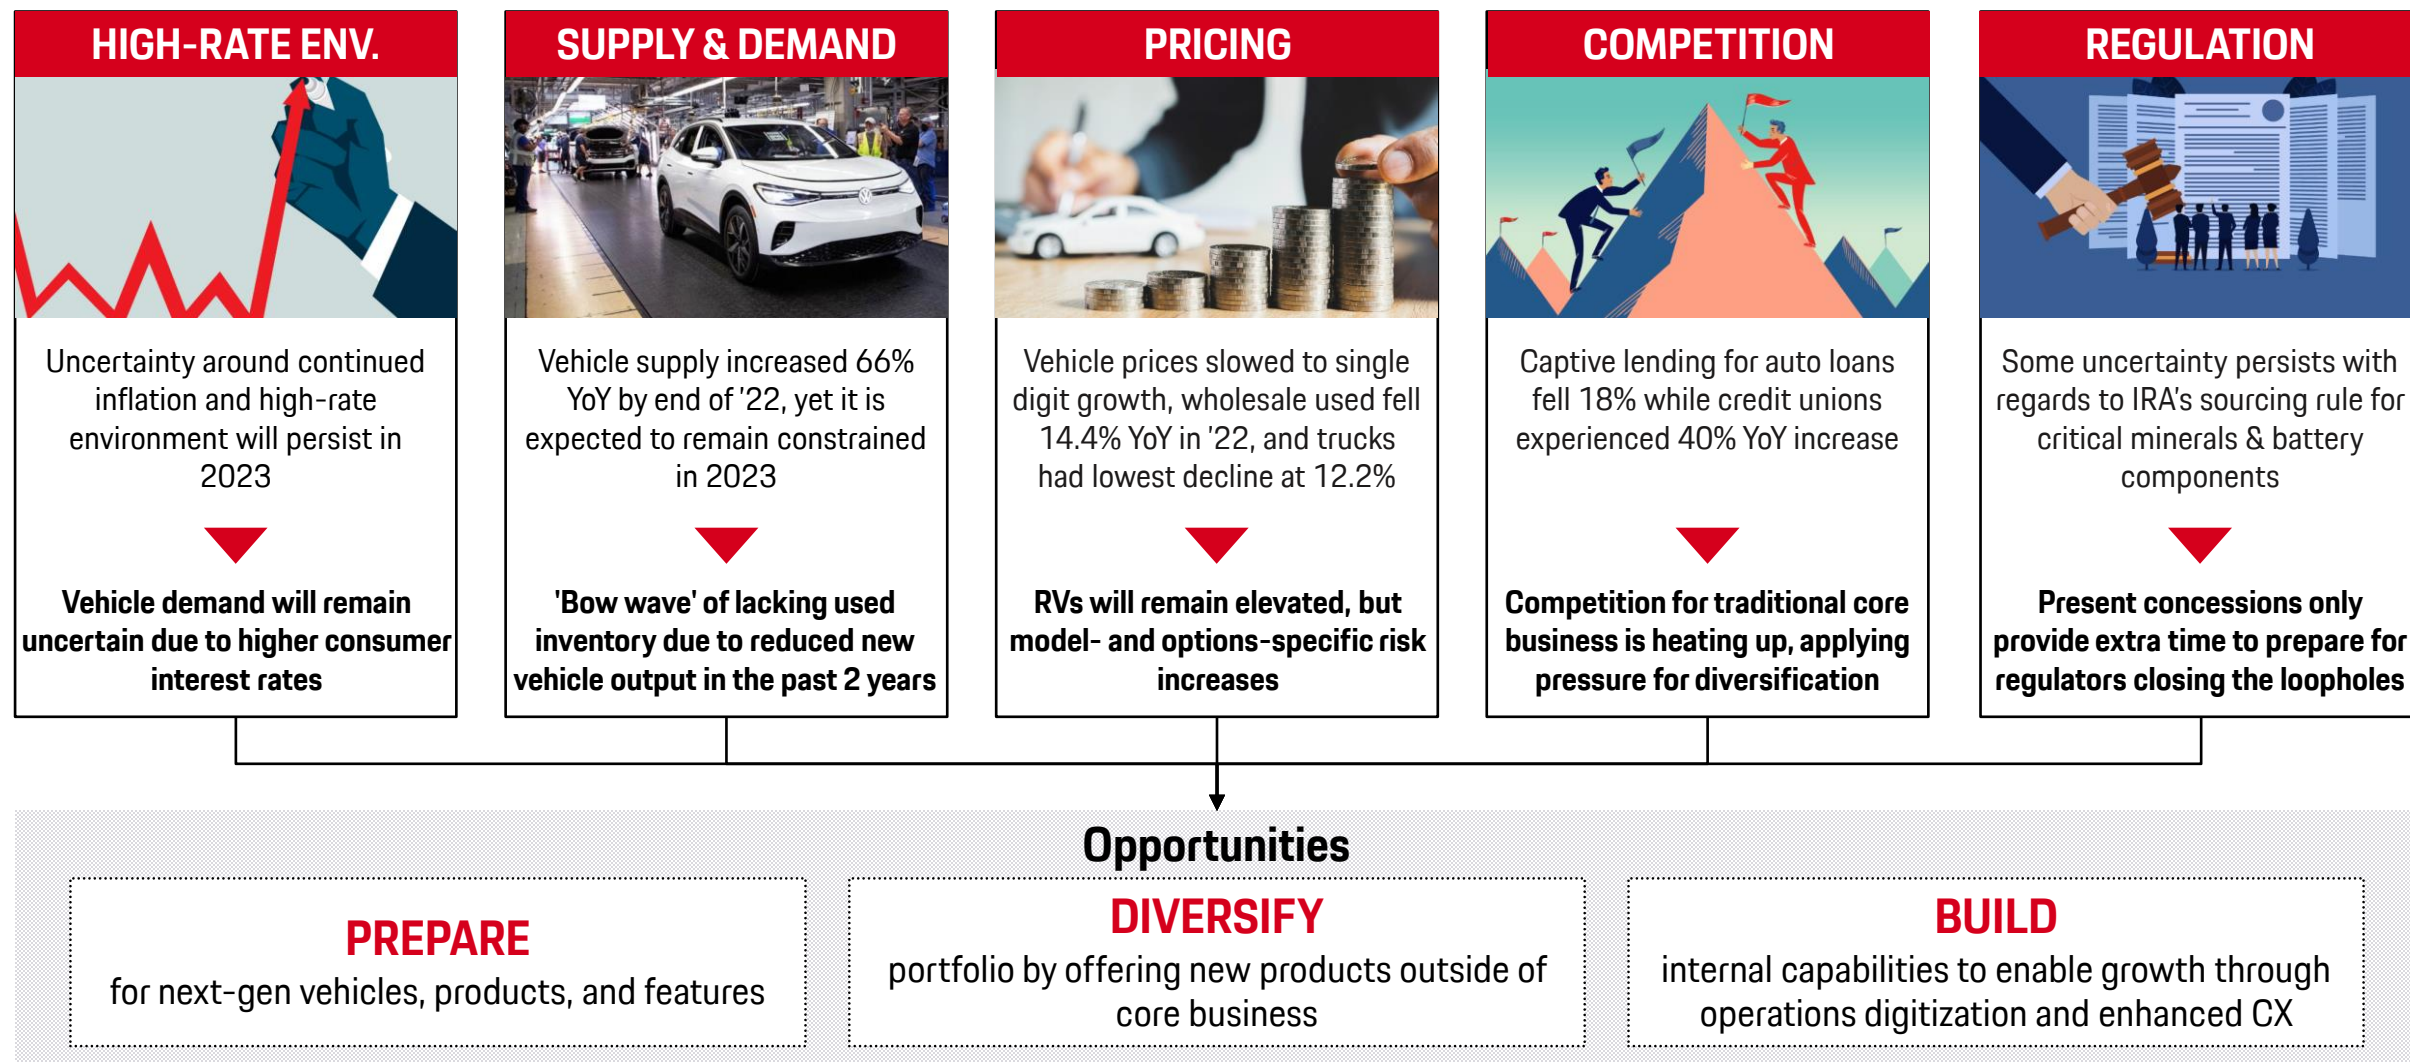 HIGH-RATE ENV.
Uncertainty around continued
inflation and high-rate
environment will persist in
2023
Vehicle demand will remain
uncertain due to higher consumer
interest rates
SUPPLY & DEMAND
Vehicle supply increased 66%
YoY by end of '22, yet it is
expected to remain constrained
in 2023
'Bow wave' of lacking used
inventory due to reduced new
vehicle output in the past 2 years
PRICING
Vehicle prices slowed to single
digit growth, wholesale used fell
14.4% YoY in '22, and trucks
had lowest decline at 12.2%
RVs will remain elevated, but
model- and options-specific risk
increases
COMPETITION
Captive lending for auto loans
fell 18% while credit unions
experienced 40% YoY increase
Competition for traditional core
business is heating up, applying
pressure for diversification
REGULATION
Some uncertainty persists with
regards to IRA's sourcing rule for
critical minerals & battery
components
Present concessions only
provide extra time to prepare for
regulators closing the loopholes
Opportunities
PREPARE
for next-gen vehicles, products, and features
DIVERSIFY
portfolio by offering new products outside of
core business
BUILD
internal capabilities to enable growth through
operations digitization and enhanced CX